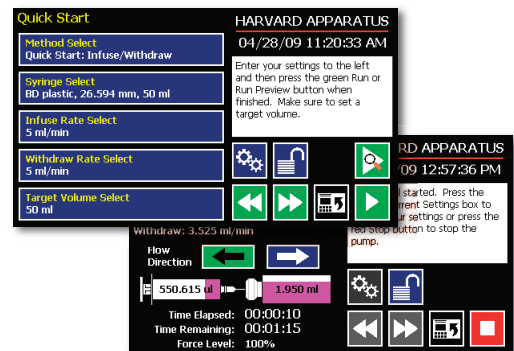 Quick Start
Method Select
Quick Start: Infuse/Withdraw
Syringe Select
BD plastic, 26.594 mm, 50 ml
Infuse Rate Select
5 ml/min
Withdraw Rate Select
5 ml/min
Target Volume Select
50 ml
HARVARD APPARATUS
04/28/09 11:20:33 AM
Enter your settings to the left
and then press the green Run or
Run Preview button when
finished. Make sure to set a
target volume.
RD APPARATUS
/09 12:57:36 PM
started. Press the
rrent Settings box to
ur settings or press the
red Stop button to stop the
pump.
Withdraw: 3.525 ml/min
Flow
Direction
550.615 ul
1.950 ml
Time Elapsed: 00:00:10
Time Remaining: 00:01:15
Force Level: 100%